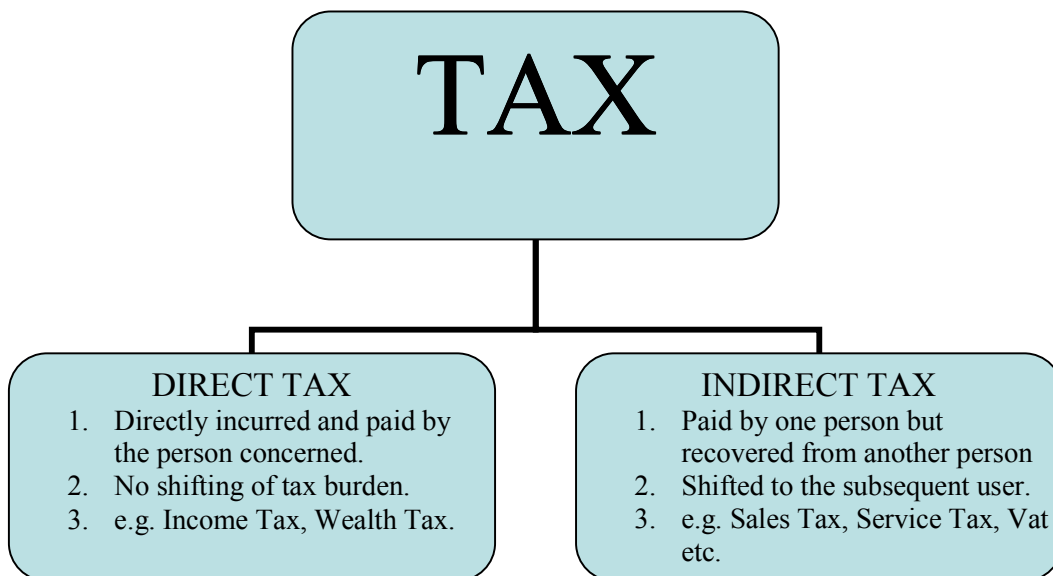 TAX
DIRECT TAX
1. Directly incurred and paid by
the person concerned.
2. No shifting of tax burden.
3. e.g. Income Tax, Wealth Tax.
INDIRECT TAX
1. Paid by one person but
recovered from another person
2. Shifted to the subsequent user.
3. e.g. Sales Tax, Service Tax, Vat
etc.